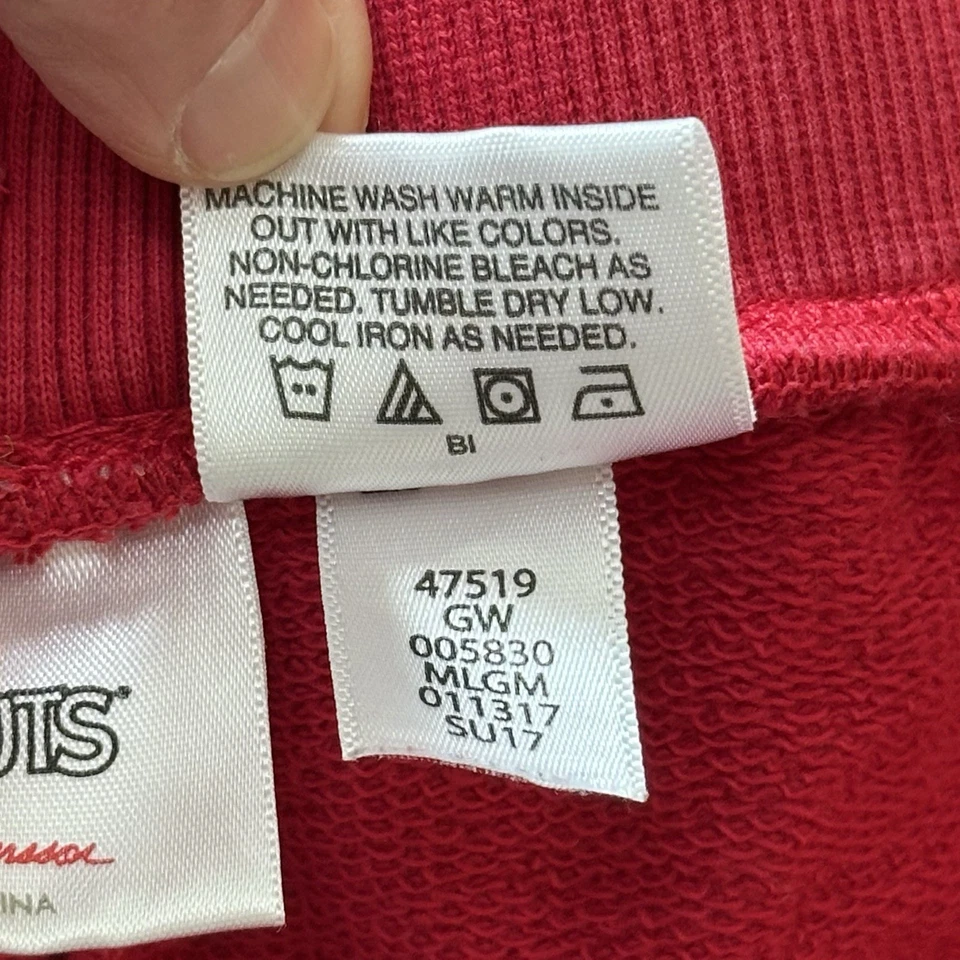 MACHINE WASH WARM INSIDE
OUT WITH LIKE COLORS.
NON-CHLORINE BLEACH AS
NEEDED. TUMBLE DRY LOW.
COOL IRON AS NEEDED.
BI
47519
GW
005830
MLGM
011317
SU17
UTS
INA